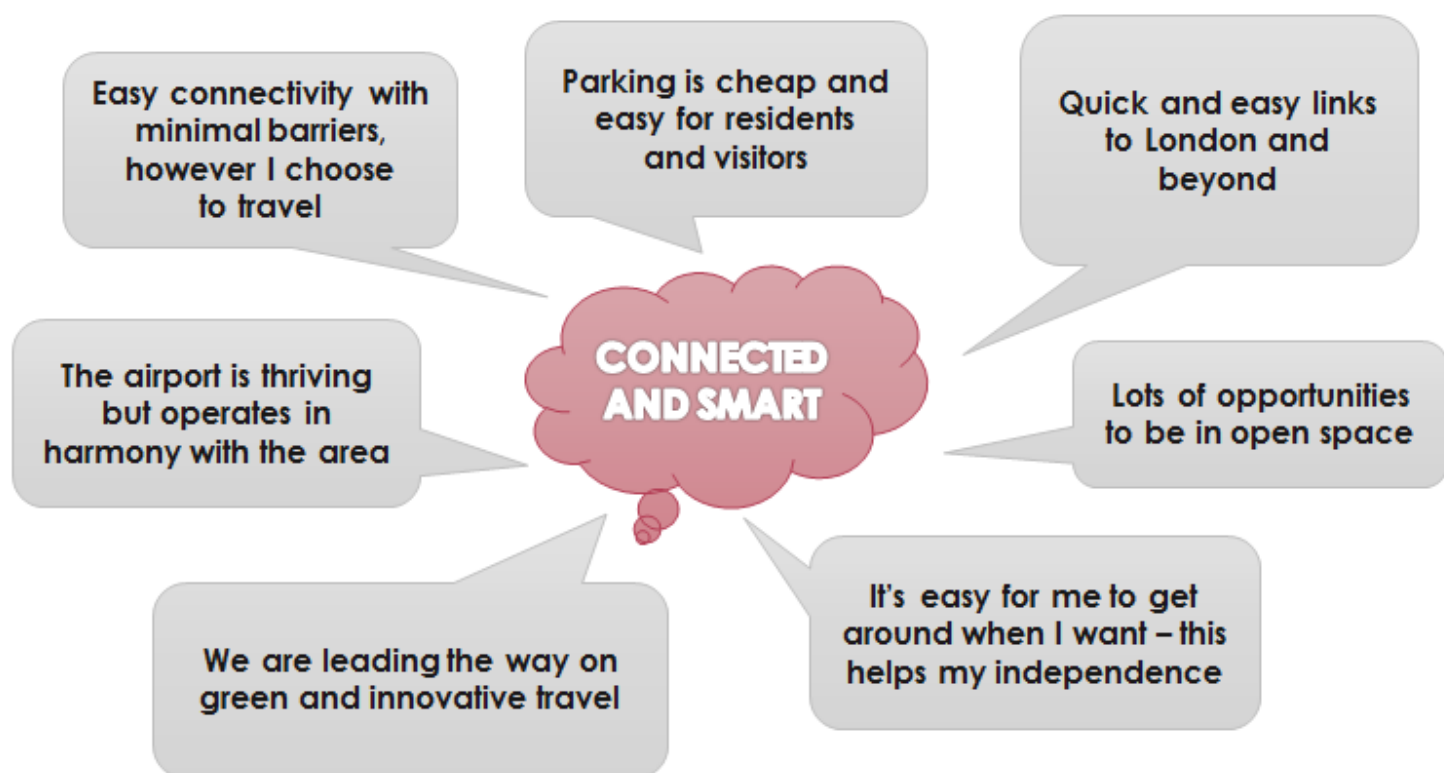 Easy connectivity with
minimal barriers,
however I choose
to travel
Parking is cheap and
easy for residents
and visitors
Quick and easy links
to London and
beyond
The airport is thriving
but operates in
harmony with the area
CONNECTED
AND SMART
Lots of opportunities
to be in open space
We are leading the way on
green and innovative travel
It's easy for me to get
around when I want – this
helps my independence